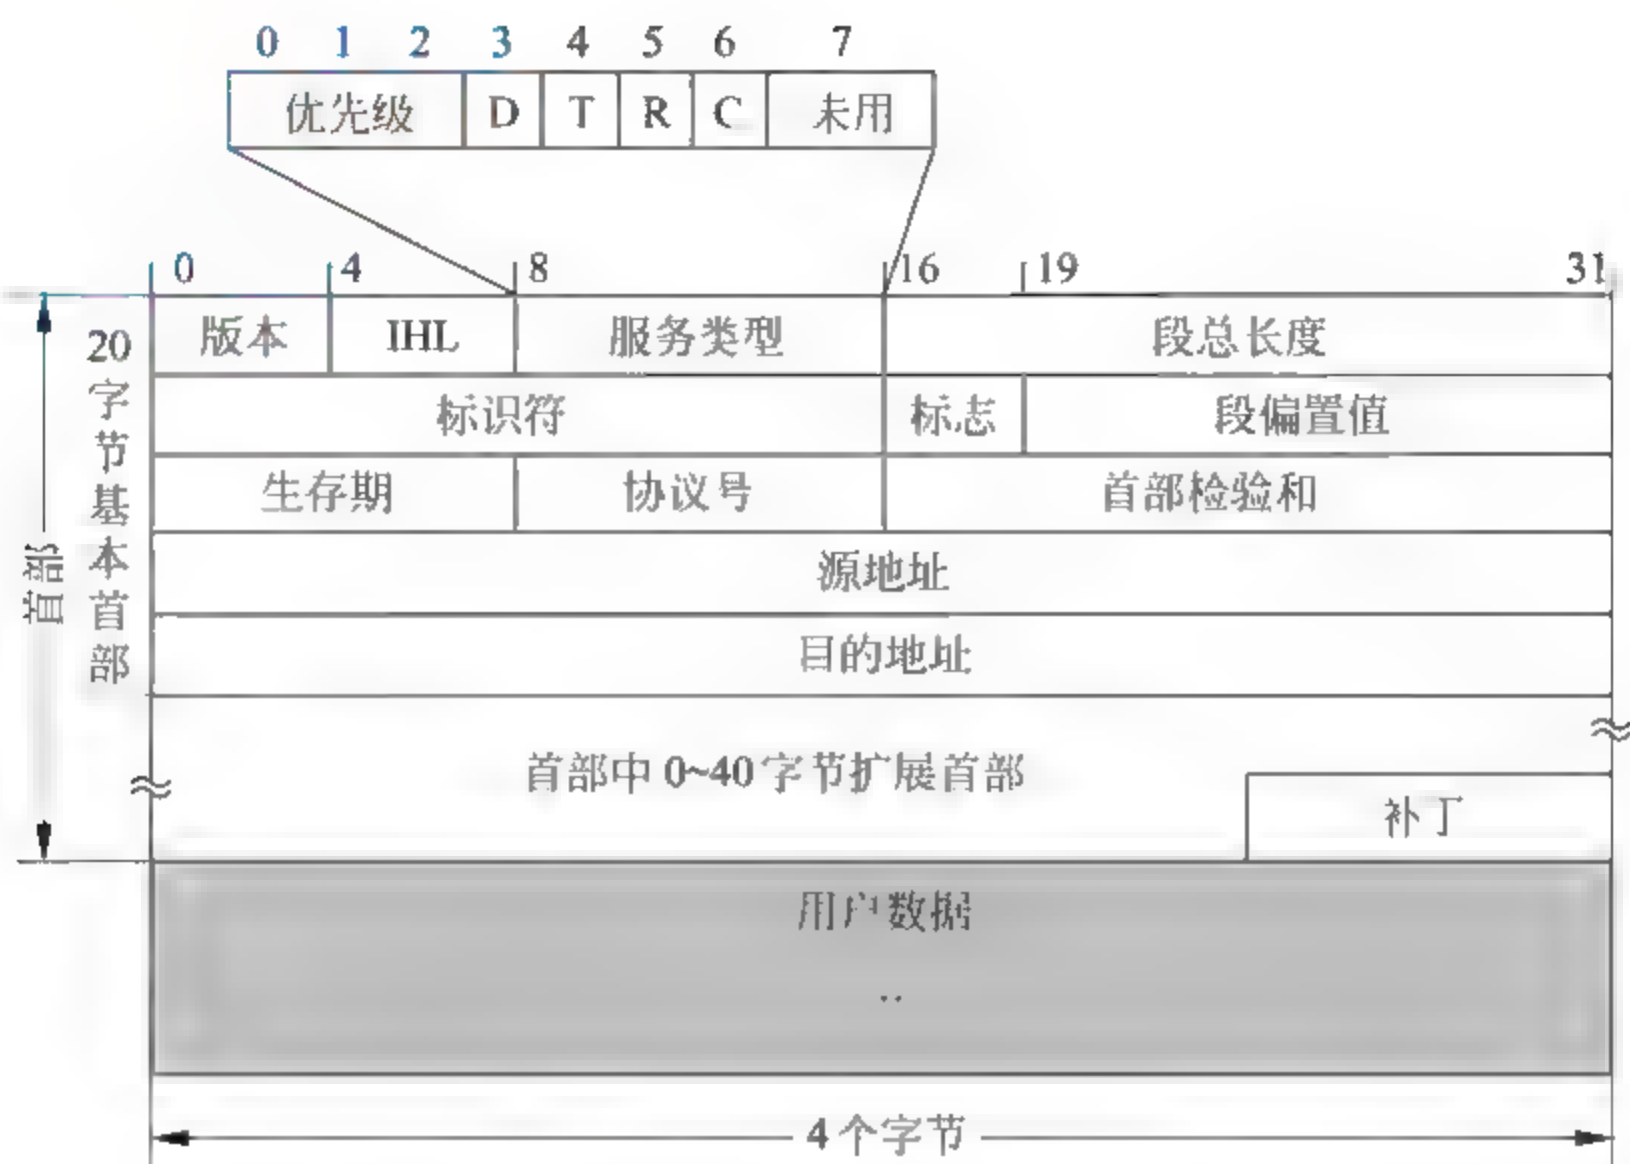 0 1 2 3 4 5 6 7
优先级 D T R C 未用
0 4 8 16 19 31
版本 IHL 服务类型 段总长度
标识符 标志 段偏置值
生存期 协议号 首部检验和
源地址
目的地址
首部中 0~40 字节扩展首部
补丁
用户数据
..
4 个字节
20字节基本首部
首部